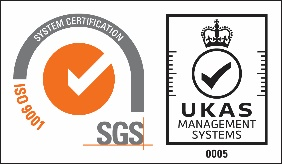 SYSTEM CERTIFICATION
ISO 9001
SGS
UKAS
MANAGEMENT
SYSTEMS
0005